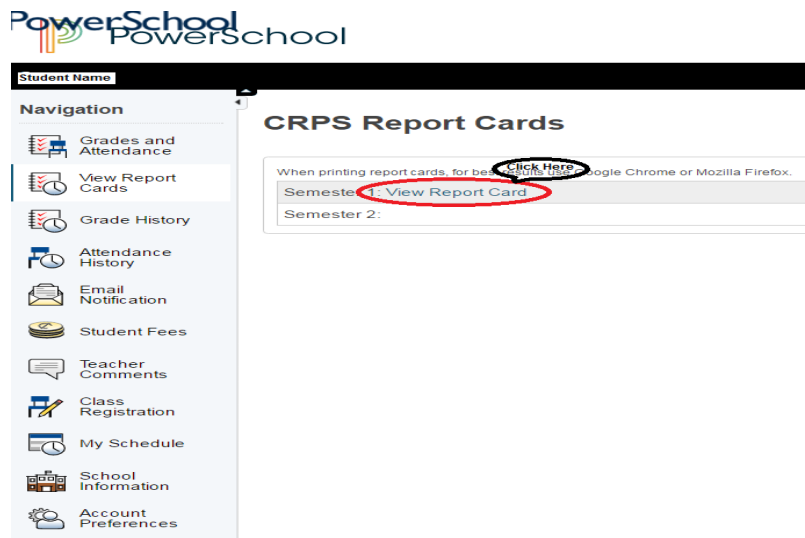 PowerSchool
PowerSchool
Student Name
Navigation
Grades and
Attendance
View Report
Cards
Grade History
Attendance
History
Email
Notification
Student Fees
Teacher
Comments
Class
Registration
My Schedule
School
Information
Account
Preferences
CRPS Report Cards
Click Here
When printing report cards, for best results use Google Chrome or Mozilla Firefox.
Semester 1: View Report Card
Semester 2: